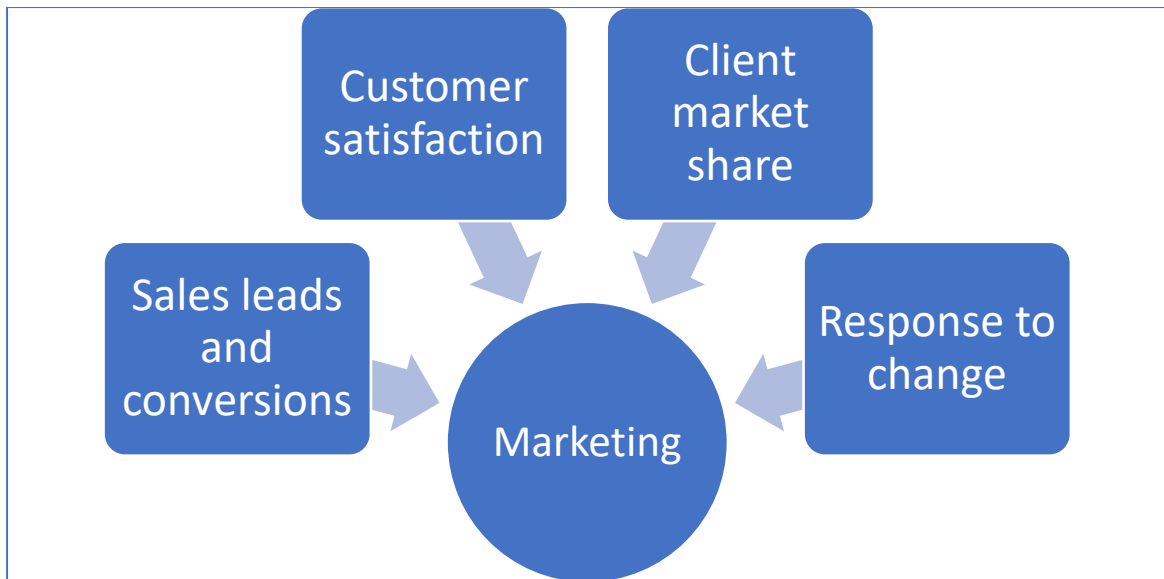 Customer
satisfaction
Client
market
share
Sales leads
and
conversions
Response to
change
Marketing